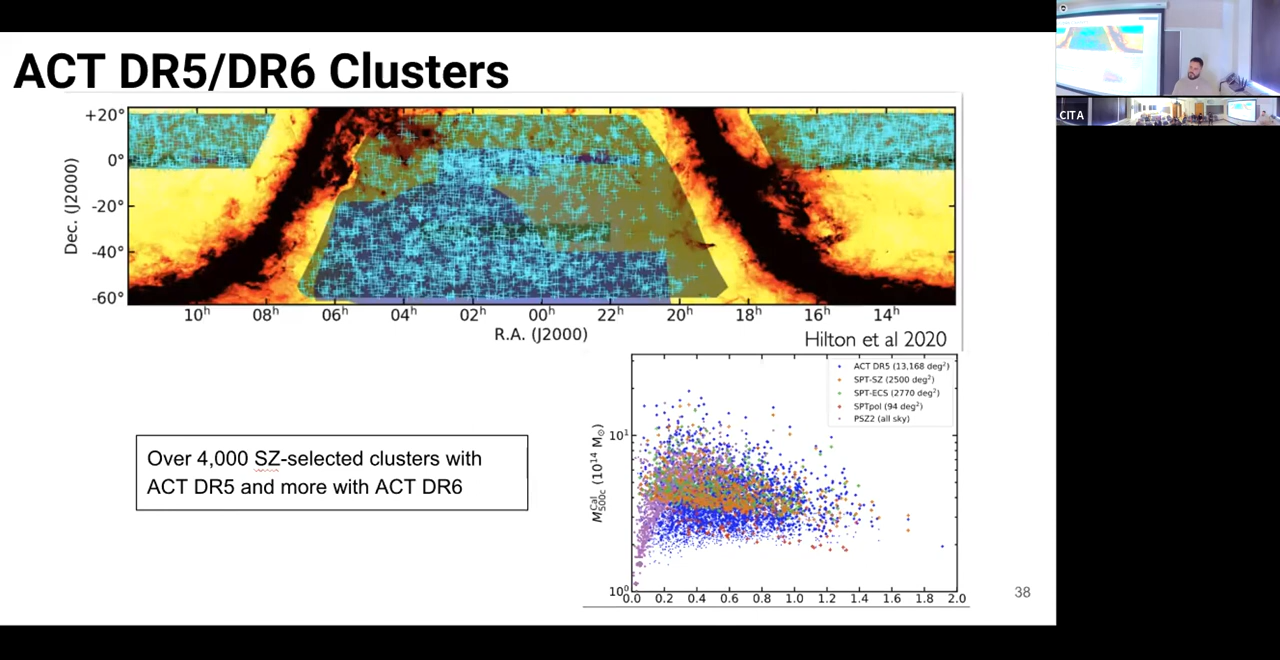 ACT DR5/DR6 Clusters
CITA
+20°
0°
-20°
-40°
-60°
Dec. (J2000)
10ʰ 08ʰ 06ʰ 04ʰ 02ʰ 00ʰ 22ʰ 20ʰ 18ʰ 16ʰ 14ʰ
R.A. (J2000)
Hilton et al 2020
ACT DR5 (13,168 deg²)
SPT-SZ (2500 deg²)
SPT-ECS (2770 deg²)
SPTpol (94 deg²)
PSZ2 (all sky)
10¹
10⁰
M₅₀₀c^Cal (10¹⁴ M☉)
0.0 0.2 0.4 0.6 0.8 1.0 1.2 1.4 1.6 1.8 2.0
Over 4,000 SZ-selected clusters with
ACT DR5 and more with ACT DR6
38